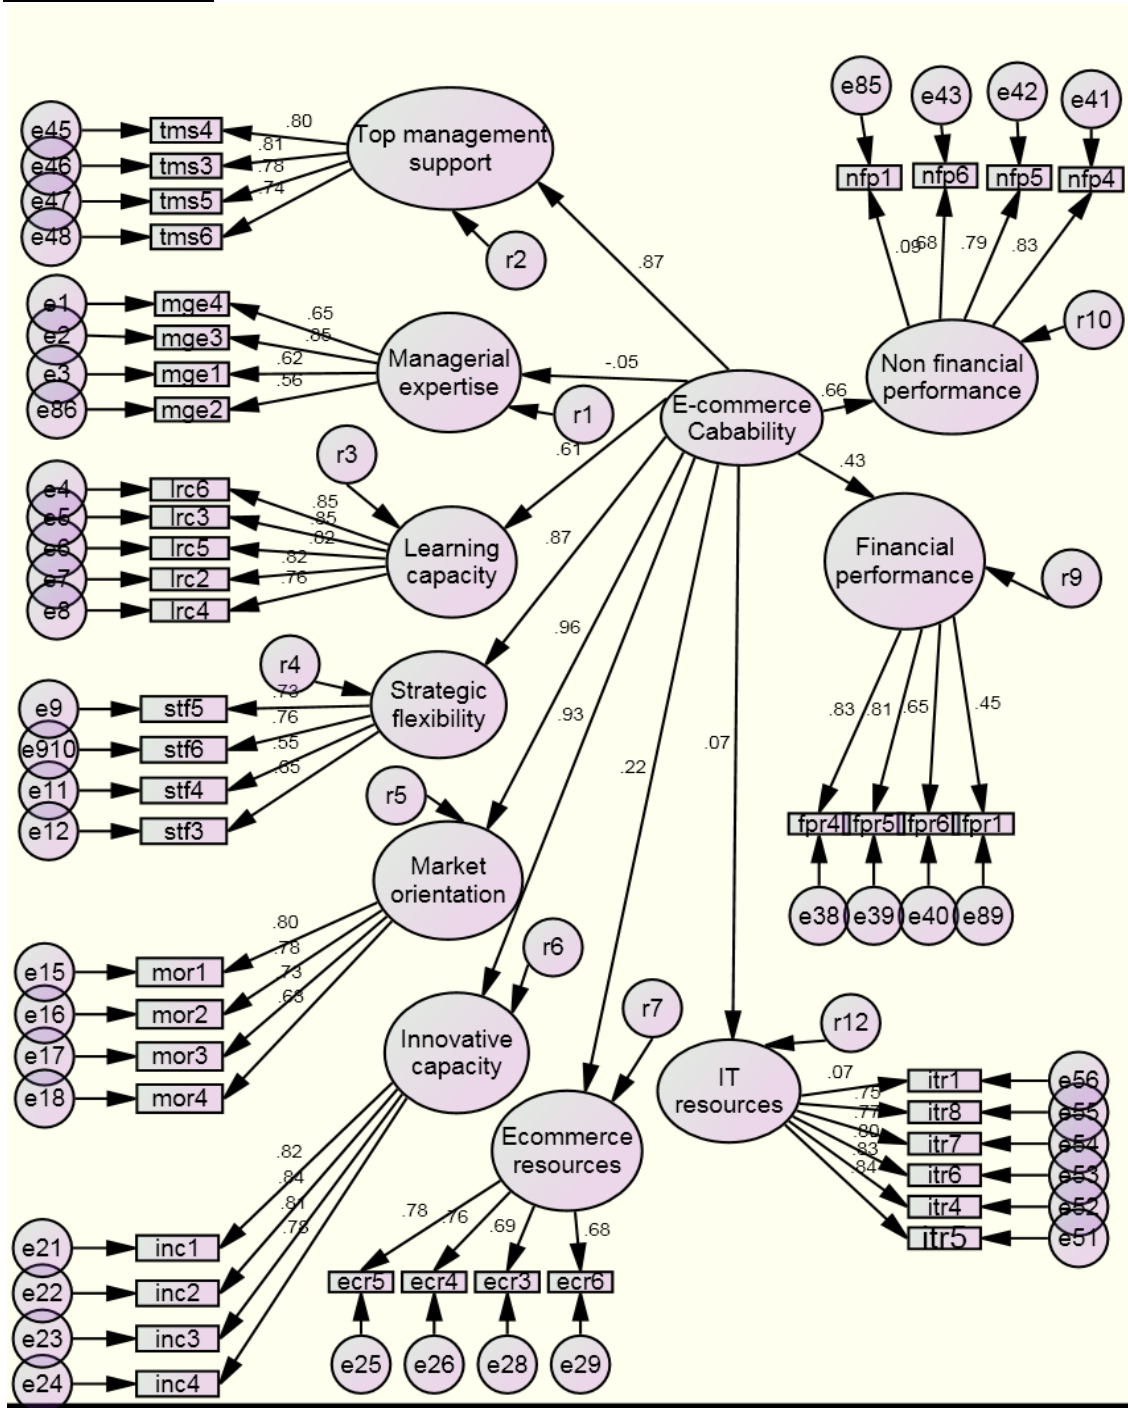 e85
e43
e42
e41
nfp1
nfp6
nfp5
nfp4
.09
.68
.79
.83
r10
Non financial
performance
.66
e45
tms4
.80
e46
tms3
.81
e47
tms5
.78
e48
tms6
.74
Top management
support
r2
.87
e1
mge4
.65
e2
mge3
.85
e3
mge1
.62
e86
mge2
.56
Managerial
expertise
r1
-.05
E-commerce
Cabability
r3
.61
e4
lrc6
.85
e5
lrc3
.85
e6
lrc5
.82
e7
lrc2
.82
e8
lrc4
.76
Learning
capacity
.43
Financial
performance
r9
.83
.81
.65
.45
fpr4
fpr5
fpr6
fpr1
e38
e39
e40
e89
.87
r4
e9
stf5
.73
e910
stf6
.76
e11
stf4
.55
e12
stf3
Strategic
flexibility
.96
r5
Market
orientation
e15
mor1
.80
e16
mor2
.78
e17
mor3
.73
e18
mor4
.68
.93
r6
Innovative
capacity
e21
inc1
.82
e22
inc2
.84
e23
inc3
.81
e24
inc4
.78
.22
r7
Ecommerce
resources
.78
.76
.69
.68
ecr5
ecr4
ecr3
ecr6
e25
e26
e28
e29
.07
r12
IT
resources
.07
itr1
e56
.75
itr8
e55
.77
itr7
e54
.80
itr6
e53
.83
itr4
e52
.84
itr5
e51